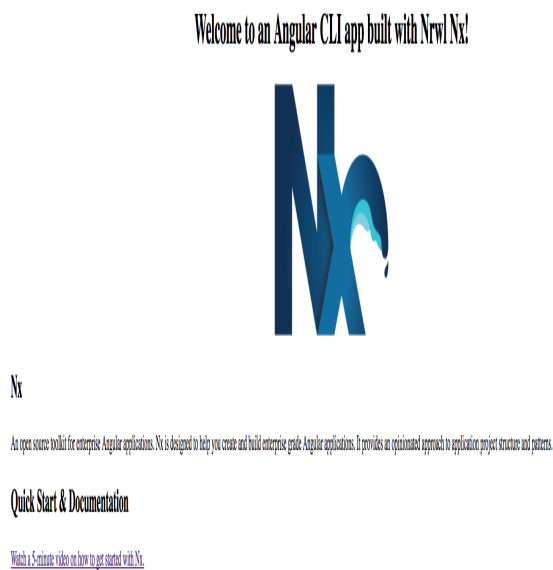 Welcome to an Angular CLI app built with Nrwl Nx!
Nx
Nx
An open source toolkit for enterprise Angular applications. Nx is designed to help you create and build enterprise grade Angular applications. It provides an opinionated approach to application project structure and patterns.
Quick Start & Documentation
Watch a 5-minute video on how to get started with Nx.